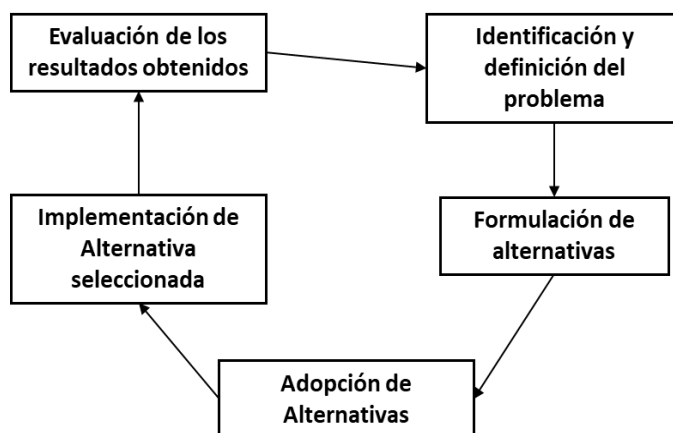 Evaluación de los
resultados obtenidos
Identificación y
definición del
problema
Formulación de
alternativas
Adopción de
Alternativas
Implementación de
Alternativa
seleccionada